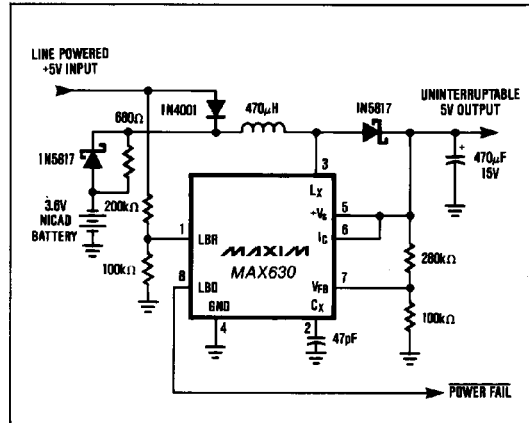 LINE POWERED
+5V INPUT
680Ω
1N4001
470μH
1N5817
UNINTERRUPTABLE
5V OUTPUT
1N5817
3
LX
+
470μF
15V
3.6V
NICAD
BATTERY
200kΩ
1
LBR
MAXIM
MAX630
+VS
5
IC
6
280kΩ
100kΩ
8
LBO
GND
VFB
7
CX
100kΩ
4
2
47pF
POWER FAIL